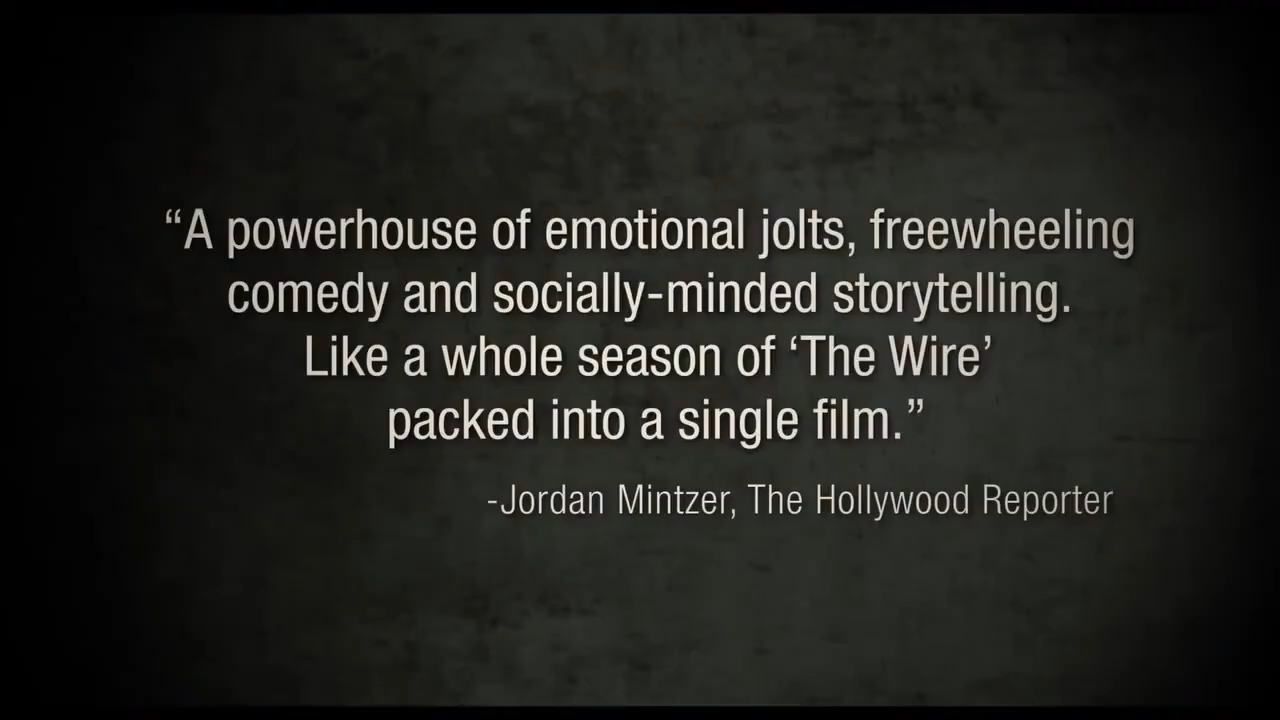 “A powerhouse of emotional jolts, freewheeling
comedy and socially-minded storytelling.
Like a whole season of ‘The Wire’
packed into a single film.”
-Jordan Mintzer, The Hollywood Reporter